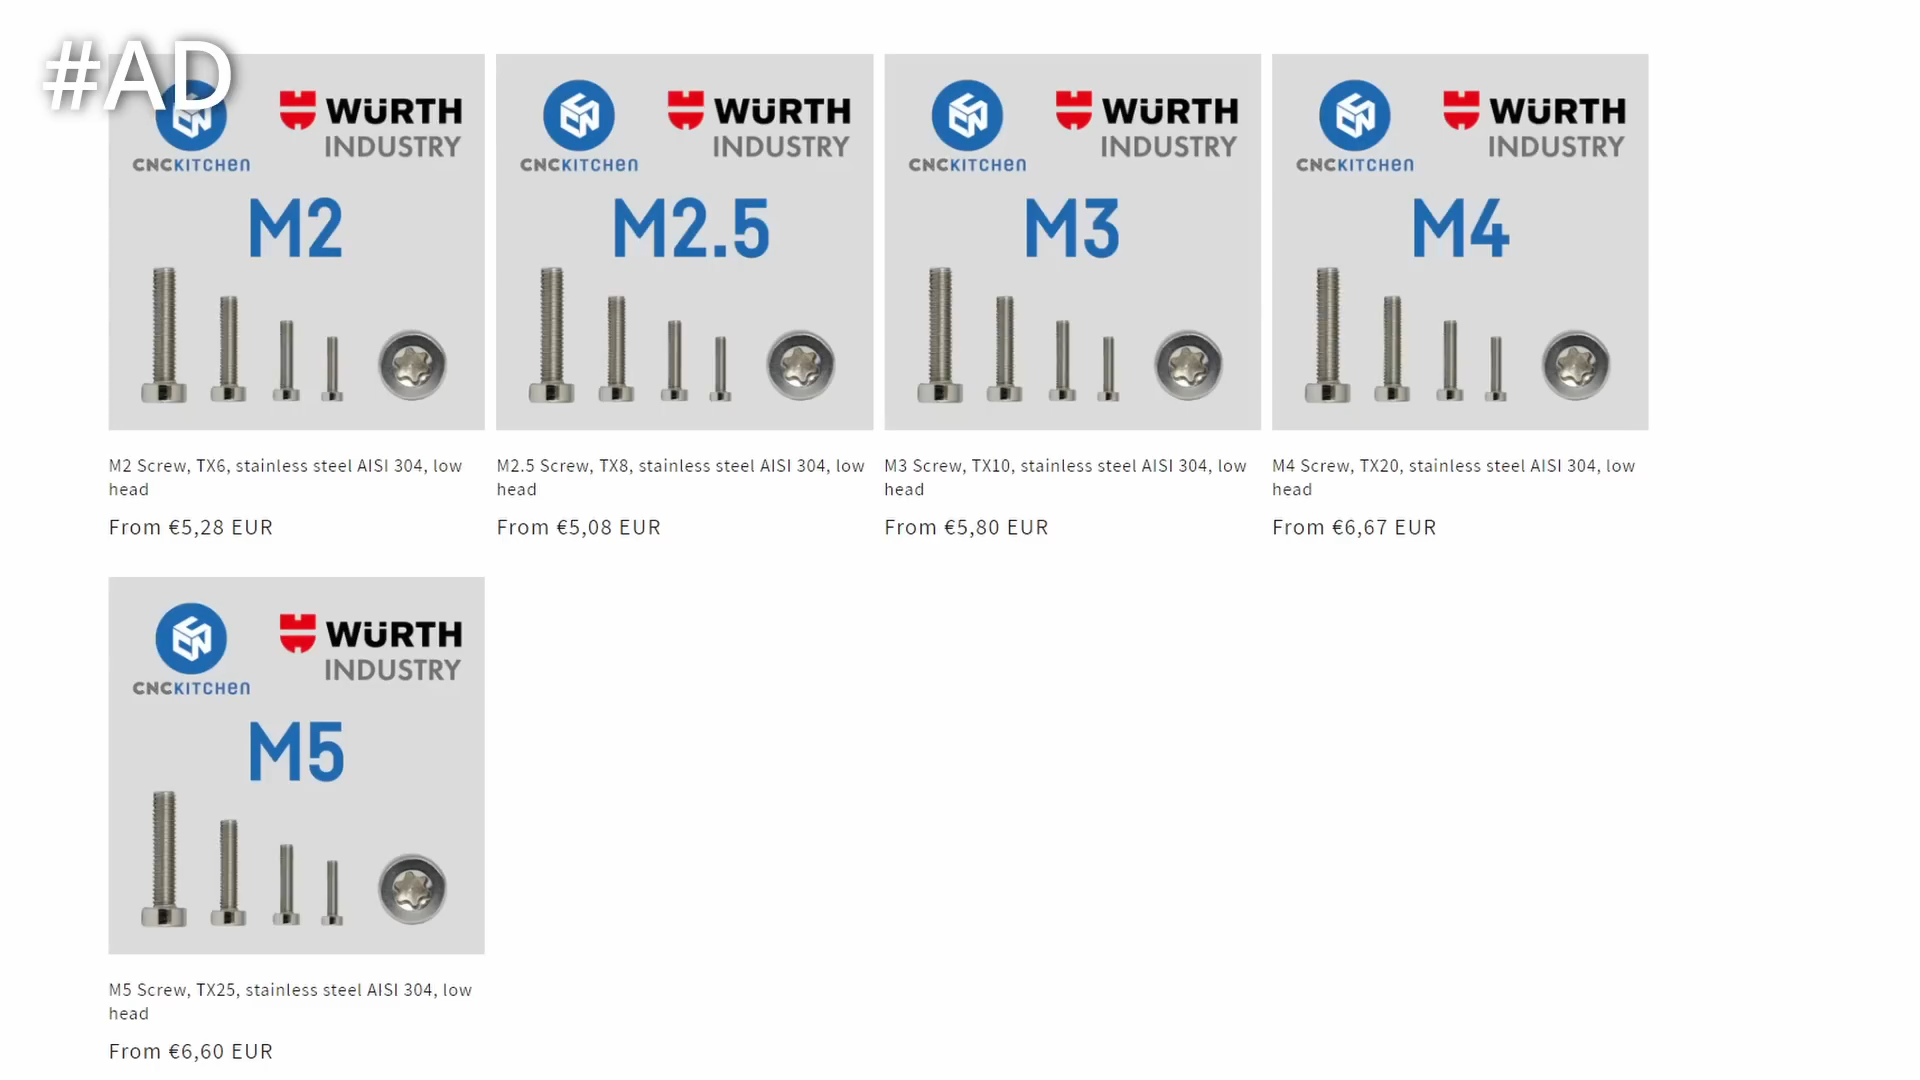 #AD
CNCKITCHEN
WÜRTH
INDUSTRY
M2
CNCKITCHEN
WÜRTH
INDUSTRY
M2.5
CNCKITCHEN
WÜRTH
INDUSTRY
M3
CNCKITCHEN
WÜRTH
INDUSTRY
M4
M2 Screw, TX6, stainless steel AISI 304, low
head
From €5,28 EUR
M2.5 Screw, TX8, stainless steel AISI 304, low
head
From €5,08 EUR
M3 Screw, TX10, stainless steel AISI 304, low
head
From €5,80 EUR
M4 Screw, TX20, stainless steel AISI 304, low
head
From €6,67 EUR
CNCKITCHEN
WÜRTH
INDUSTRY
M5
M5 Screw, TX25, stainless steel AISI 304, low
head
From €6,60 EUR